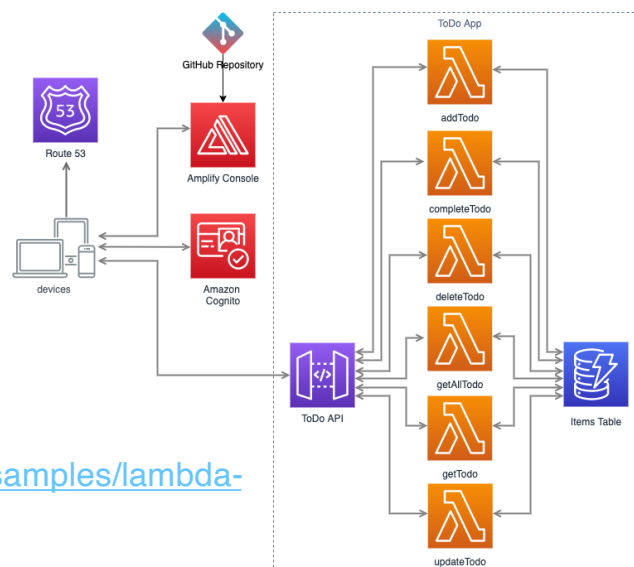 ToDo App
GitHub Repository
addTodo
53
Route 53
Amplify Console
completeTodo
devices
Amazon
Cognito
deleteTodo
</>
ToDo API
getAllTodo
Items Table
samples/lambda-
getTodo
updateTodo